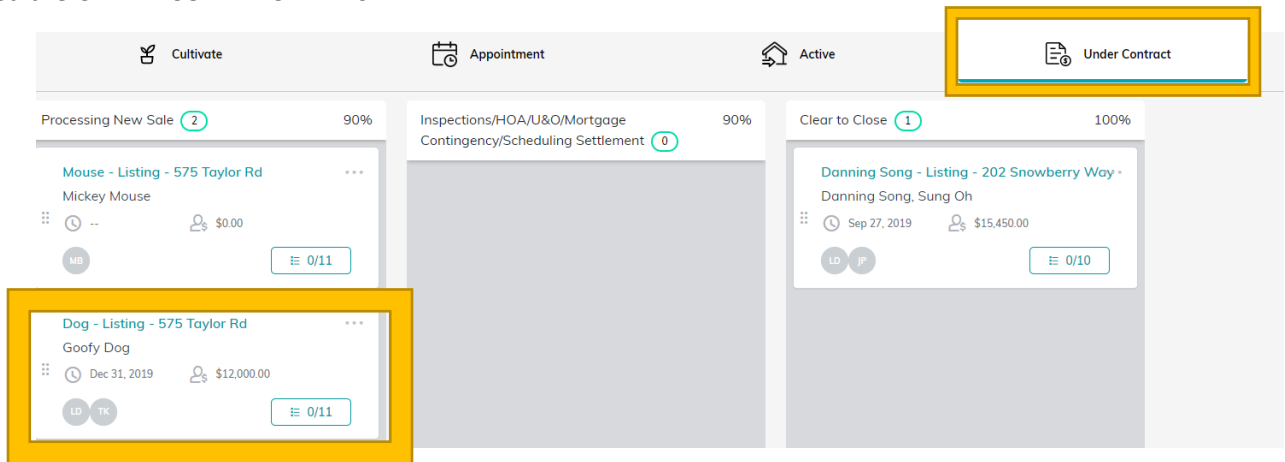 Cultivate
Appointment
Active
Under Contract
Processing New Sale 2 90%
Inspections/HOA/U&O/Mortgage 90%
Contingency/Scheduling Settlement 0
Clear to Close 1 100%
Mouse - Listing - 575 Taylor Rd
Mickey Mouse
-- $0.00
MB 0/11
Dog - Listing - 575 Taylor Rd
Goofy Dog
Dec 31, 2019 $12,000.00
LD TK 0/11
Danning Song - Listing - 202 Snowberry Way
Danning Song, Sung Oh
Sep 27, 2019 $15,450.00
LD JP 0/10